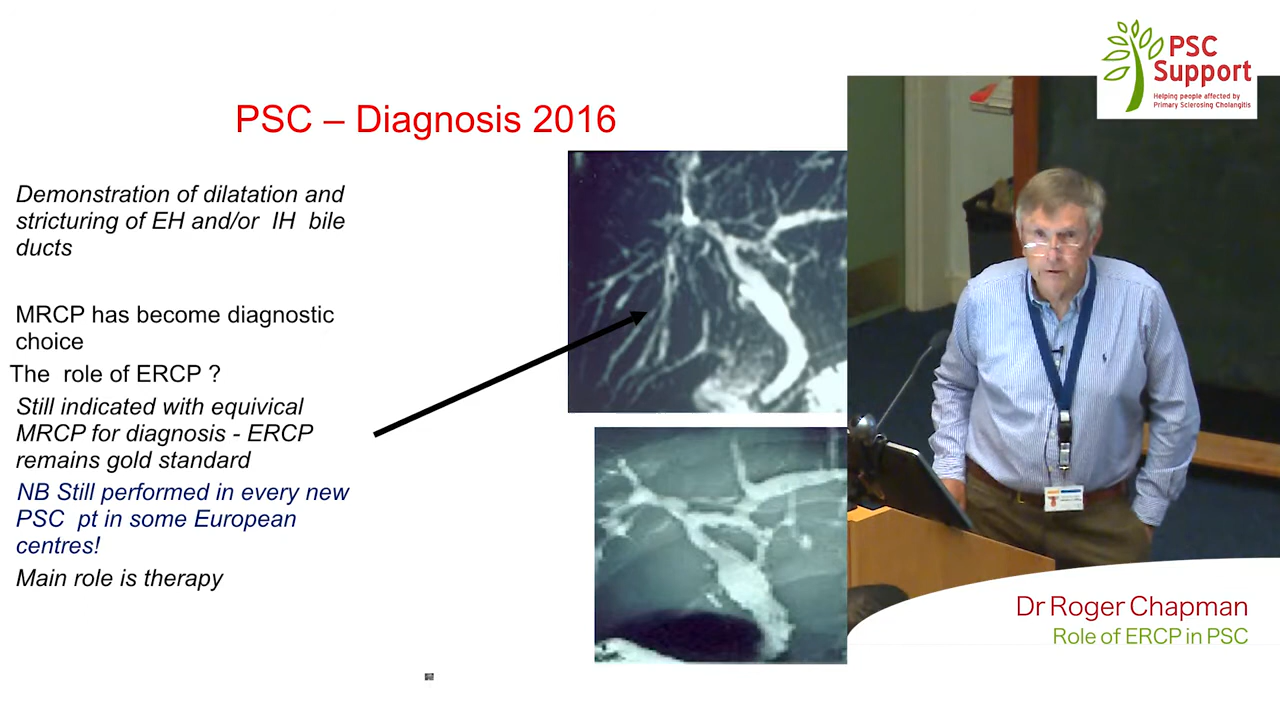 PSC – Diagnosis 2016
Demonstration of dilatation and
stricturing of EH and/or IH bile
ducts
MRCP has become diagnostic
choice
The role of ERCP ?
Still indicated with equivical
MRCP for diagnosis - ERCP
remains gold standard
NB Still performed in every new
PSC pt in some European
centres!
Main role is therapy
PSC
Support
Helping people affected by
Primary Sclerosing Cholangitis
Dr Roger Chapman
Role of ERCP in PSC